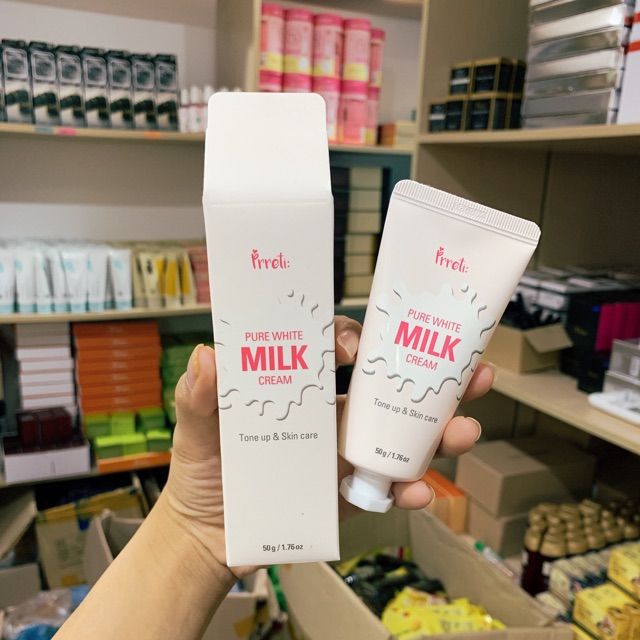 Prreti:
PURE WHITE
MILK
CREAM
Tone up & Skin care
50g / 1.76oz
Prreti:
PURE WHITE
MILK
CREAM
Tone up & Skin care
50g / 1.76oz